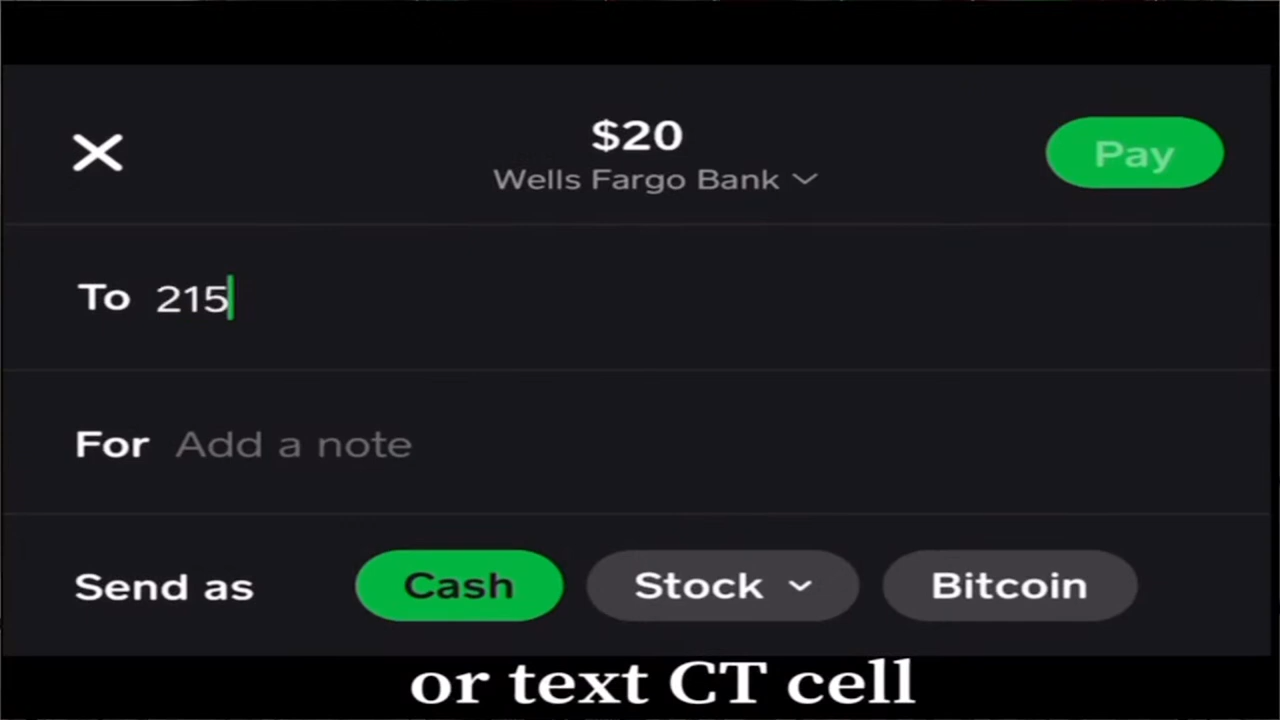 $20
Wells Fargo Bank
Pay
To 215
For Add a note
Send as Cash Stock Bitcoin
or text CT cell